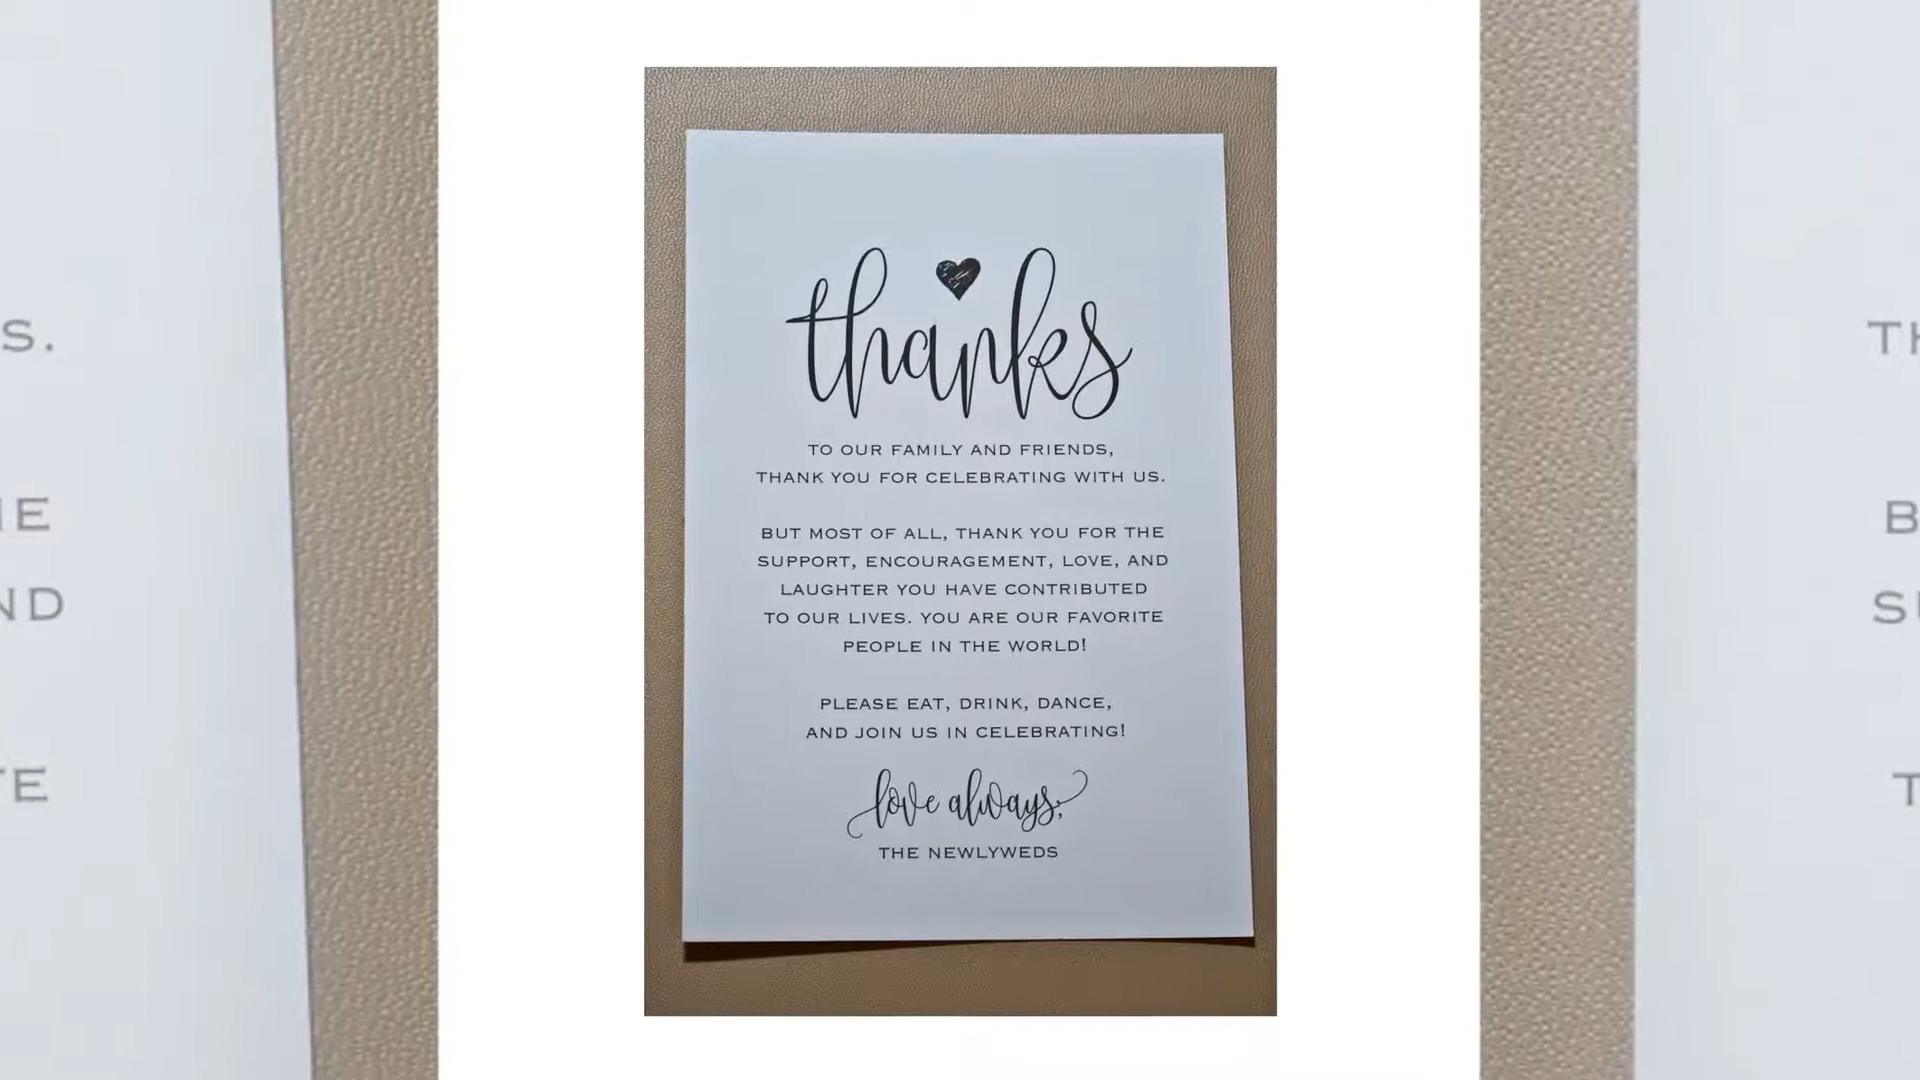 thanks
TO OUR FAMILY AND FRIENDS,
THANK YOU FOR CELEBRATING WITH US.
BUT MOST OF ALL, THANK YOU FOR THE
SUPPORT, ENCOURAGEMENT, LOVE, AND
LAUGHTER YOU HAVE CONTRIBUTED
TO OUR LIVES. YOU ARE OUR FAVORITE
PEOPLE IN THE WORLD!
PLEASE EAT, DRINK, DANCE,
AND JOIN US IN CELEBRATING!
love always,
THE NEWLYWEDS